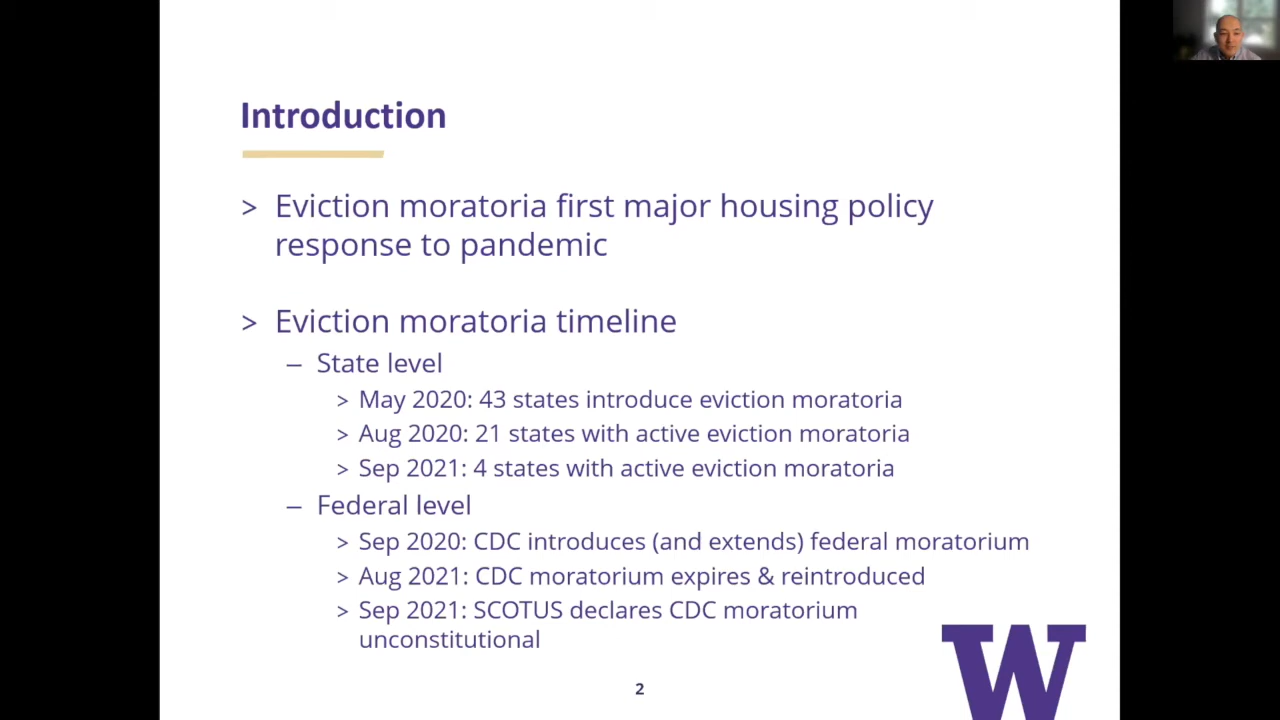 Introduction
> Eviction moratoria first major housing policy
response to pandemic
> Eviction moratoria timeline
– State level
> May 2020: 43 states introduce eviction moratoria
> Aug 2020: 21 states with active eviction moratoria
> Sep 2021: 4 states with active eviction moratoria
– Federal level
> Sep 2020: CDC introduces (and extends) federal moratorium
> Aug 2021: CDC moratorium expires & reintroduced
> Sep 2021: SCOTUS declares CDC moratorium
unconstitutional
2
W